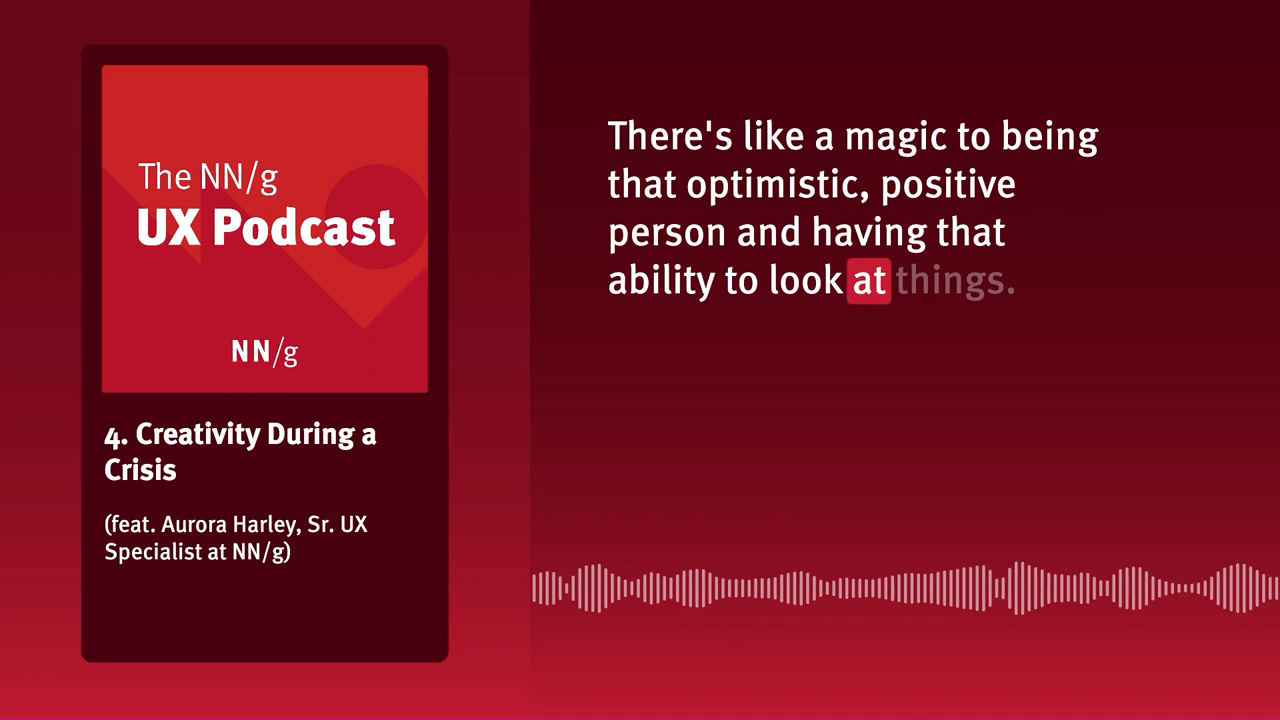 The NN/g
UX Podcast
NN/g
4. Creativity During a
Crisis
(feat. Aurora Harley, Sr. UX
Specialist at NN/g)
There's like a magic to being
that optimistic, positive
person and having that
ability to look at things.